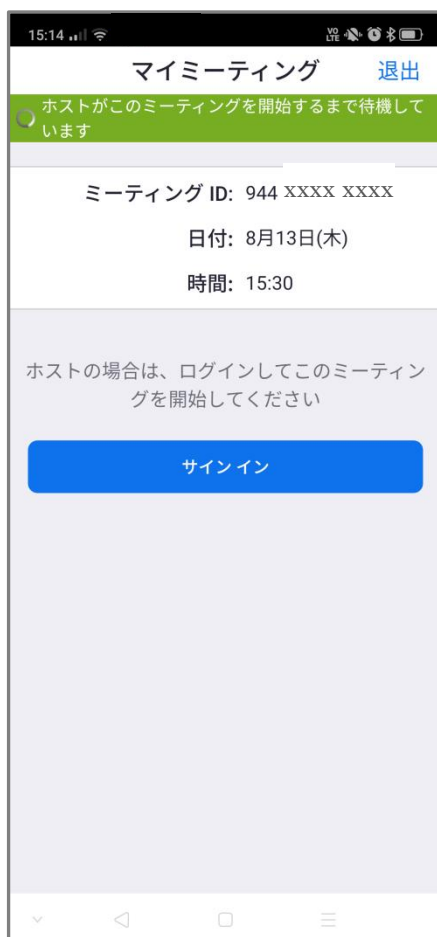 15:14
VO LTE
マイミーティング 退出
ホストがこのミーティングを開始するまで待機して
います
ミーティング ID: 944 xxxx xxxx
日付: 8月13日(木)
時間: 15:30
ホストの場合は、ログインしてこのミーティン
グを開始してください
サイン イン